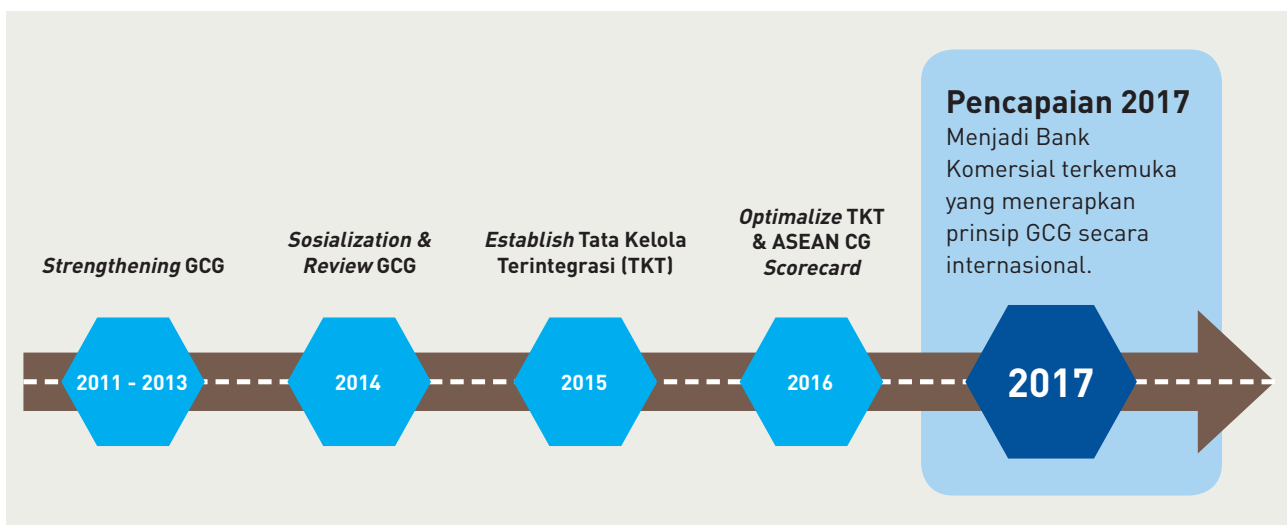 Strengthening GCG
2011 - 2013
Sosialization &
Review GCG
2014
Establish Tata Kelola
Terintegrasi (TKT)
2015
Optimalize TKT
& ASEAN CG
Scorecard
2016
Pencapaian 2017
Menjadi Bank
Komersial terkemuka
yang menerapkan
prinsip GCG secara
internasional.
2017